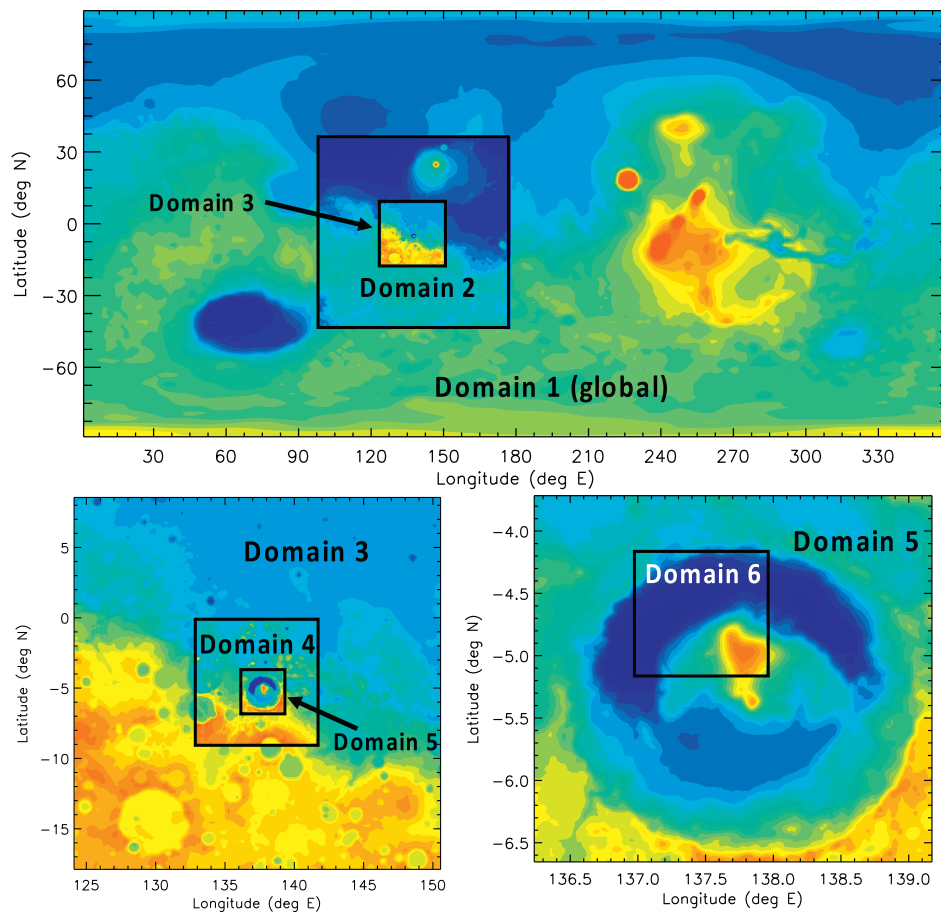 60
30
0
−30
−60
Latitude (deg N)
Domain 3
Domain 2
Domain 1 (global)
30 60 90 120 150 180 210 240 270 300 330
Longitude (deg E)
5
0
−5
−10
−15
Latitude (deg N)
Domain 3
Domain 4
Domain 5
125 130 135 140 145 150
Longitude (deg E)
−4.0
−4.5
−5.0
−5.5
−6.0
−6.5
Latitude (deg N)
Domain 5
Domain 6
136.5 137.0 137.5 138.0 138.5 139.0
Longitude (deg E)